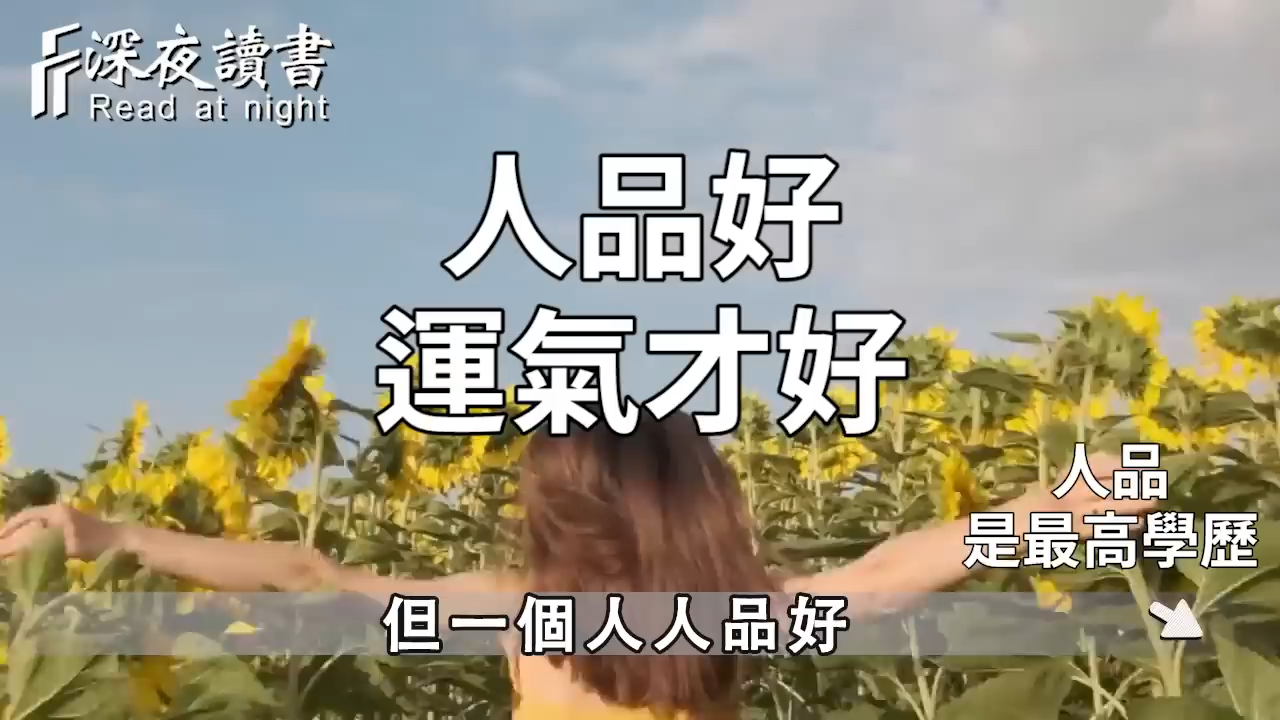 深夜讀書
Read at night
人品好
運氣才好
人品
是最高學歷
但一個人人品好